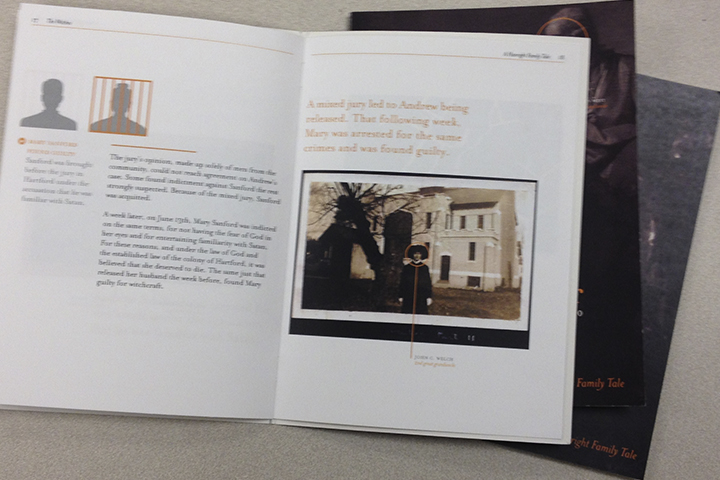 The Witches
A Fourright Family Tale
MARY SANFORD
FOUND GUILTY
Sanford was brought
before the jury in
Hartford under the
accusation that he was
familiar with Satan.
The jury's opinion, made up solely of men from the
community, could not reach agreement on Andrew's
case. Some found indictment against Sanford the rest
strongly suspected. Because of the mixed jury, Sanford
was acquitted.
A week later, on June 13th, Mary Sanford was indicted
on the same terms, for not having the fear of God in
her eyes and for entertaining familiarity with Satan.
For these reasons, and under the law of God and
the established law of the colony of Hartford, it was
believed that she deserved to die. The same just that
released her husband the week before, found Mary
guilty for witchcraft.
A mixed jury led to Andrew being
released. That following week,
Mary was arrested for the same
crimes and was found guilty.
JOHN C. WELCH
Family Tale
right Family Tale